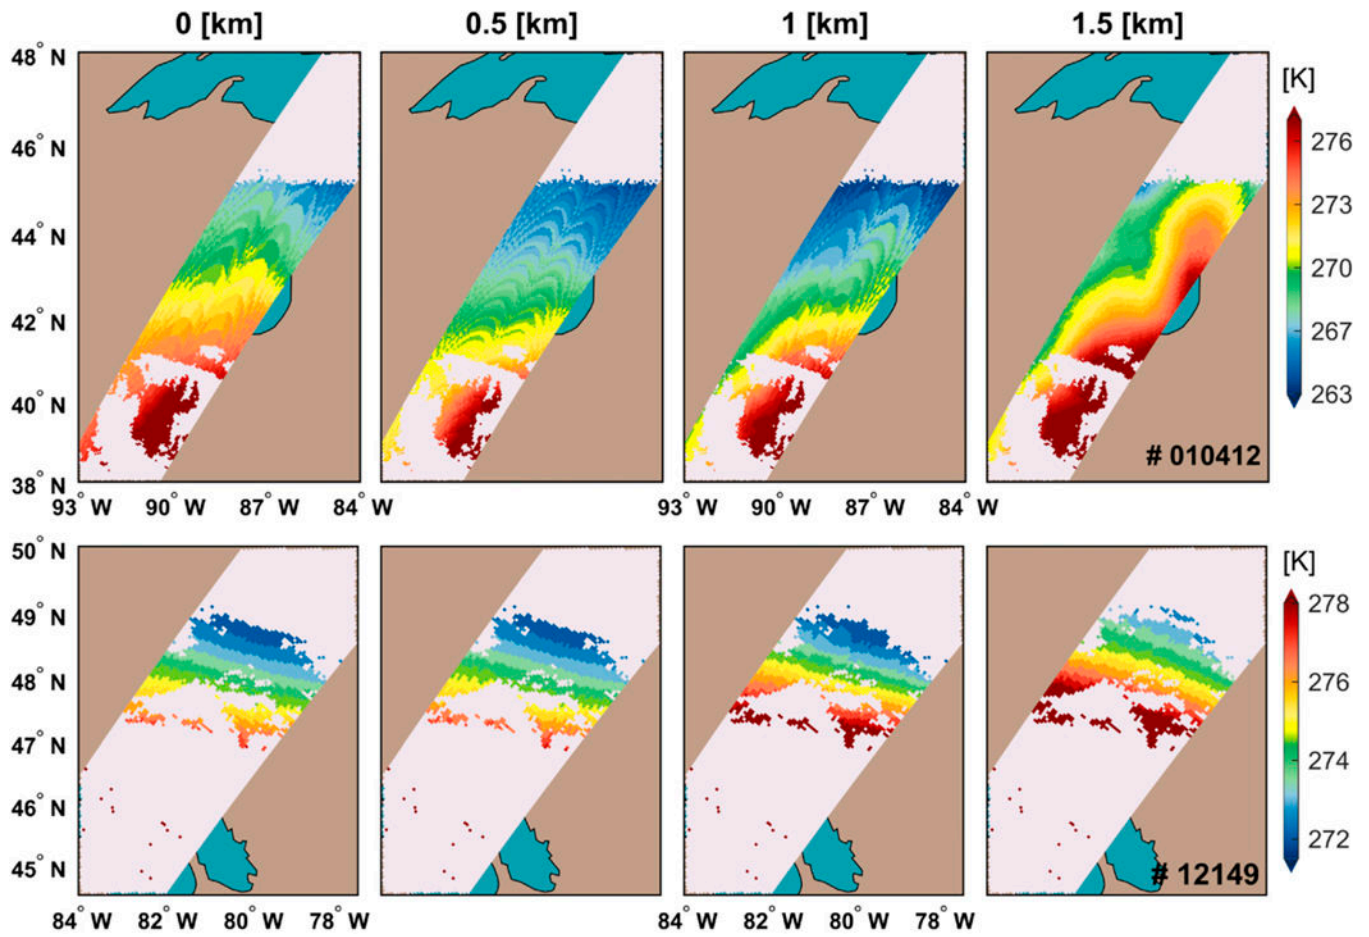 0 [km] 0.5 [km] 1 [km] 1.5 [km]
48° N
[K]
46° N
276
273
44° N
270
42° N
267
40° N
263
# 010412
38° N
93° W 90° W 87° W 84° W 93° W 90° W 87° W 84° W
50° N
[K]
49° N
278
48° N
276
47° N
274
46° N
272
45° N
# 12149
84° W 82° W 80° W 78° W 84° W 82° W 80° W 78° W